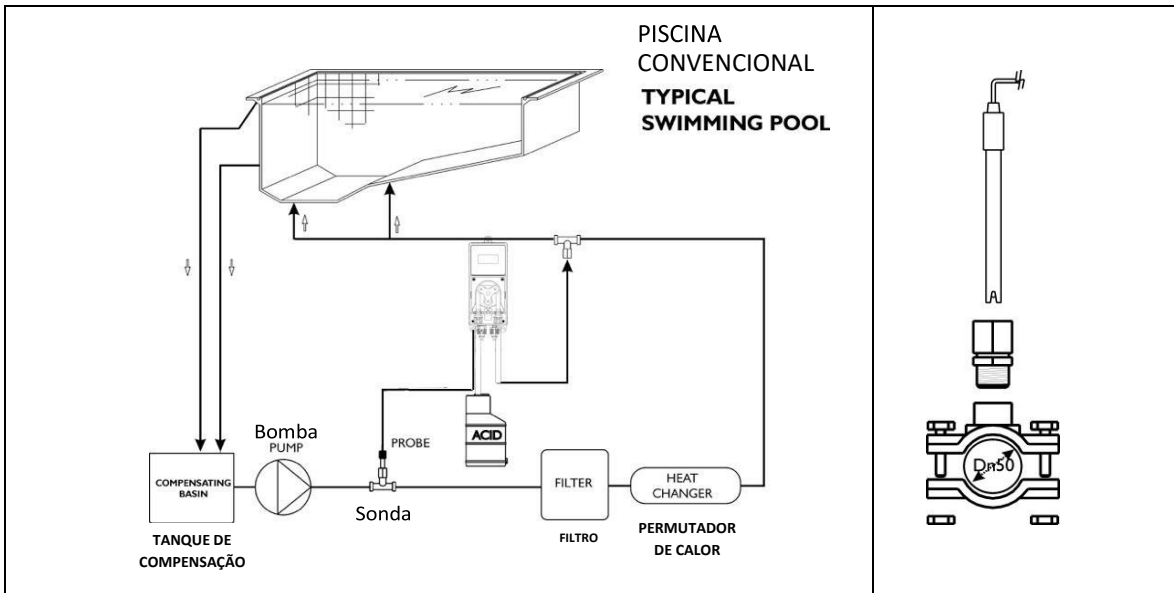 PISCINA
CONVENCIONAL
TYPICAL
SWIMMING POOL
Bomba
PUMP
PROBE
ACID
COMPENSATING
BASIN
Sonda
FILTER
HEAT
CHANGER
TANQUE DE
COMPENSAÇÃO
FILTRO
PERMUTADOR
DE CALOR
Dn50